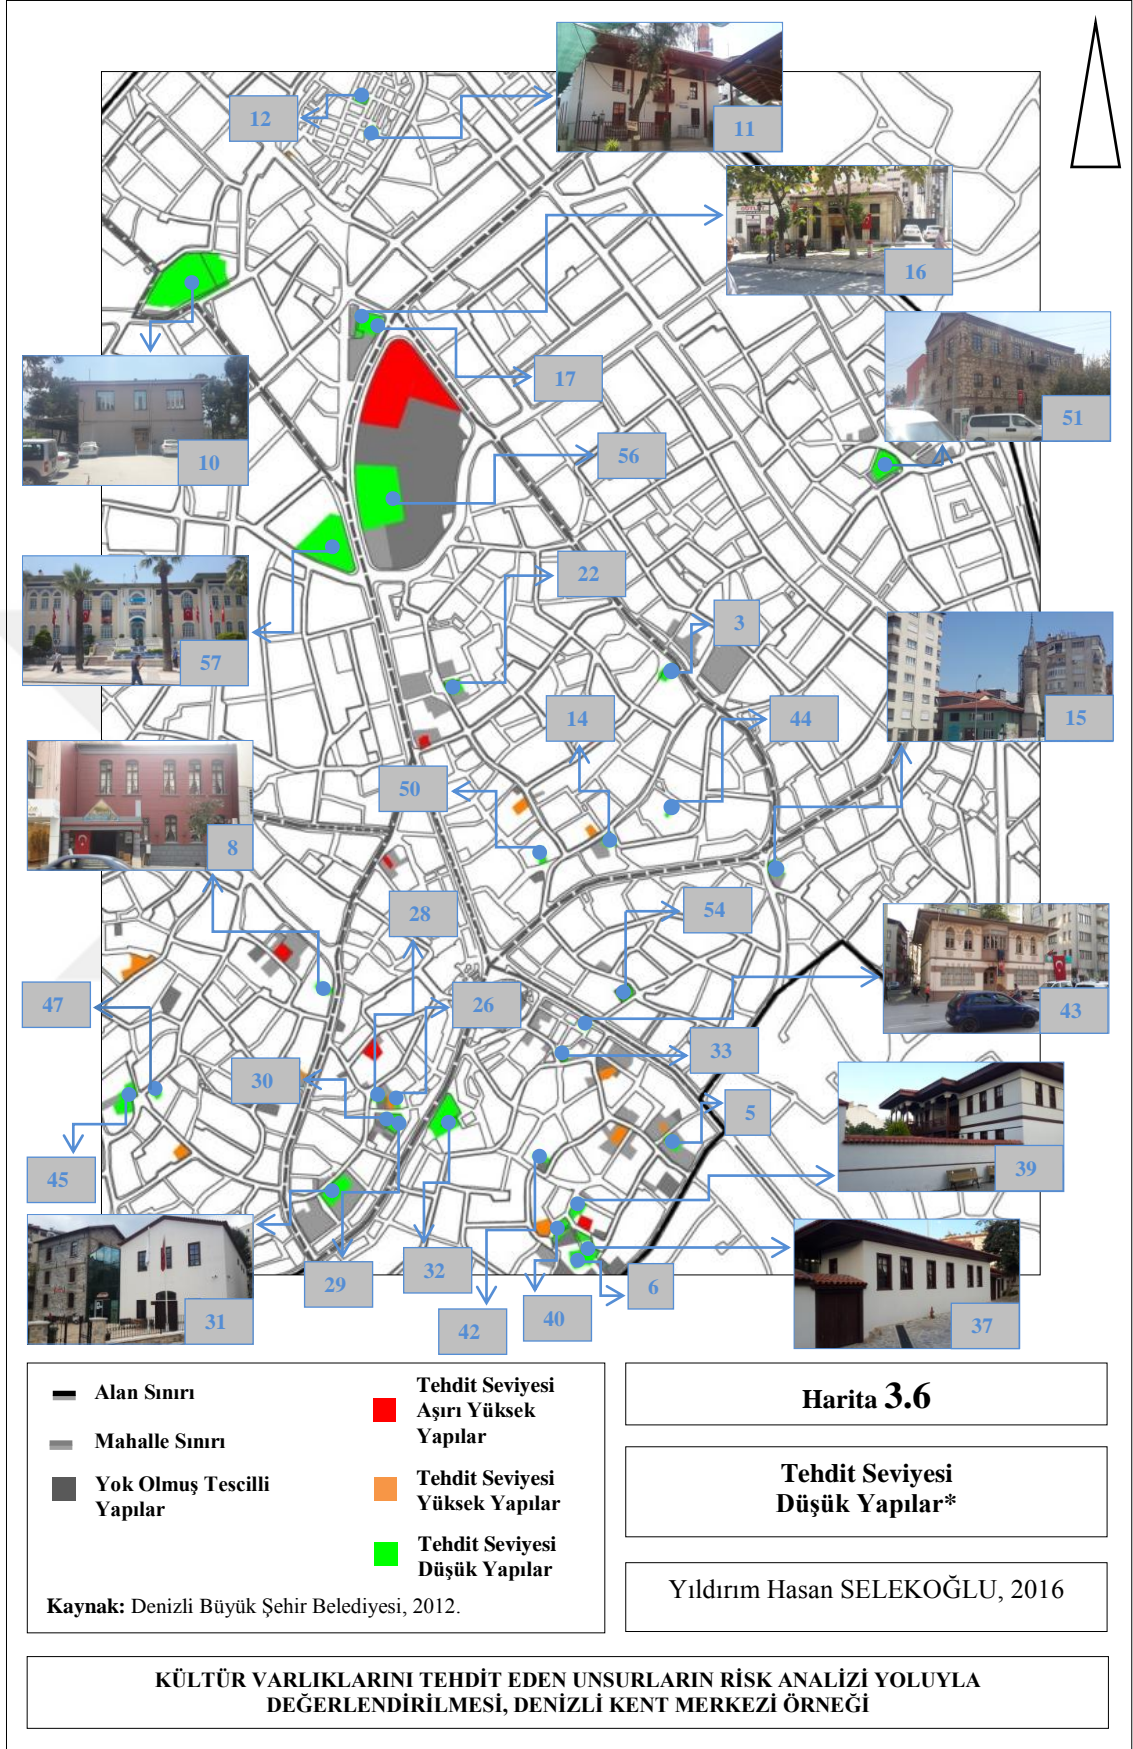 11
12
16
17
51
10
56
22
3
57
15
14
44
50
8
28
54
47
26
43
33
30
5
39
45
31
29
32
6
37
42
40
Alan Sınırı
Mahalle Sınırı
Yok Olmuş Tescilli
Yapılar
Tehdit Seviyesi
Aşırı Yüksek
Yapılar
Tehdit Seviyesi
Yüksek Yapılar
Tehdit Seviyesi
Düşük Yapılar
Kaynak: Denizli Büyük Şehir Belediyesi, 2012.
Harita 3.6
Tehdit Seviyesi
Düşük Yapılar*
Yıldırım Hasan SELEKOĞLU, 2016
KÜLTÜR VARLIKLARINI TEHDİT EDEN UNSURLARIN RİSK ANALİZİ YOLUYLA
DEĞERLENDİRİLMESİ, DENİZLİ KENT MERKEZİ ÖRNEĞİ